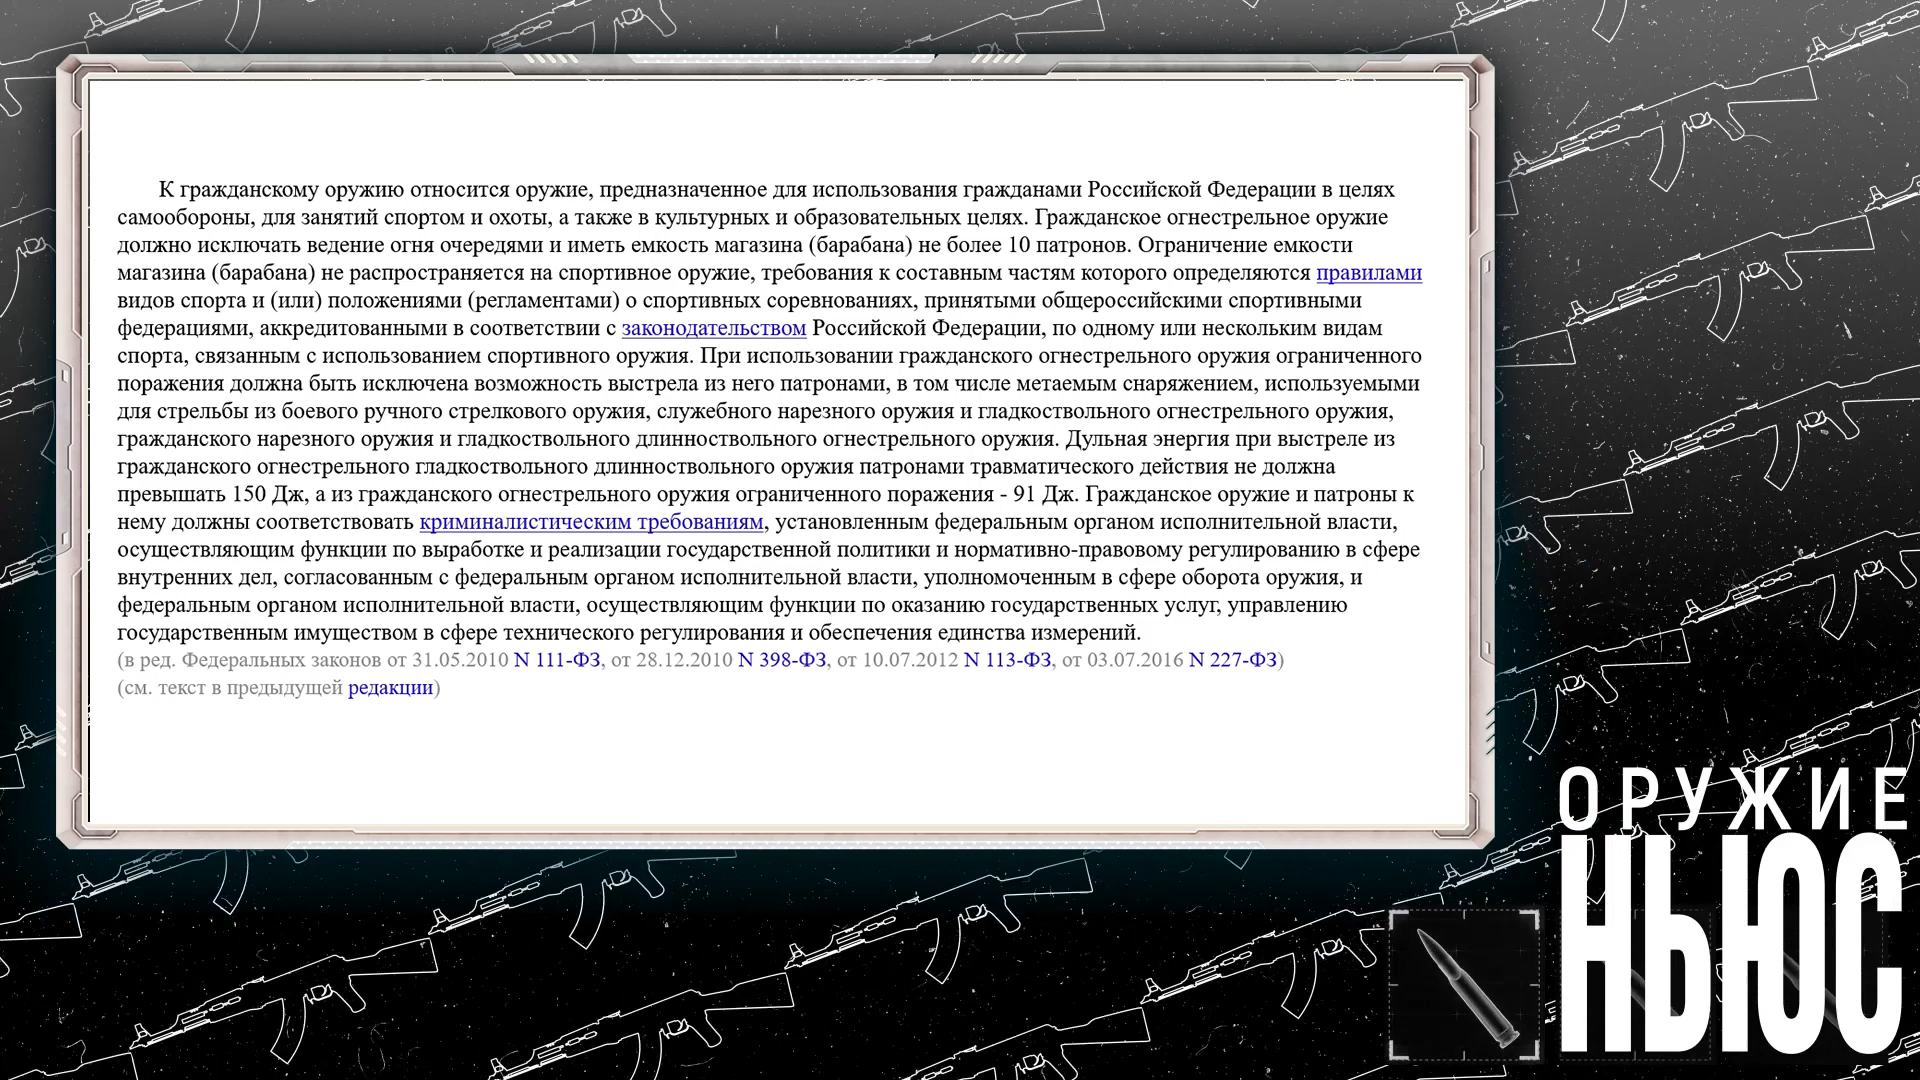 К гражданскому оружию относится оружие, предназначенное для использования гражданами Российской Федерации в целях
самообороны, для занятий спортом и охоты, а также в культурных и образовательных целях. Гражданское огнестрельное оружие
должно исключать ведение огня очередями и иметь емкость магазина (барабана) не более 10 патронов. Ограничение емкости
магазина (барабана) не распространяется на спортивное оружие, требования к составным частям которого определяются правилами
видов спорта и (или) положениями (регламентами) о спортивных соревнованиях, принятыми общероссийскими спортивными
федерациями, аккредитованными в соответствии с законодательством Российской Федерации, по одному или нескольким видам
спорта, связанным с использованием спортивного оружия. При использовании гражданского огнестрельного оружия ограниченного
поражения должна быть исключена возможность выстрела из него патронами, в том числе метаемым снаряжением, используемыми
для стрельбы из боевого ручного стрелкового оружия, служебного нарезного оружия и гладкоствольного огнестрельного оружия,
гражданского нарезного оружия и гладкоствольного длинноствольного огнестрельного оружия. Дульная энергия при выстреле из
гражданского огнестрельного гладкоствольного длинноствольного оружия патронами травматического действия не должна
превышать 150 Дж, а из гражданского огнестрельного оружия ограниченного поражения - 91 Дж. Гражданское оружие и патроны к
нему должны соответствовать криминалистическим требованиям, установленным федеральным органом исполнительной власти,
осуществляющим функции по выработке и реализации государственной политики и нормативно-правовому регулированию в сфере
внутренних дел, согласованным с федеральным органом исполнительной власти, уполномоченным в сфере оборота оружия, и
федеральным органом исполнительной власти, осуществляющим функции по оказанию государственных услуг, управлению
государственным имуществом в сфере технического регулирования и обеспечения единства измерений.
(в ред. Федеральных законов от 31.05.2010 N 111-ФЗ, от 28.12.2010 N 398-ФЗ, от 10.07.2012 N 113-ФЗ, от 03.07.2016 N 227-ФЗ)
(см. текст в предыдущей редакции)
ОРУЖИЕ
НЬЮС